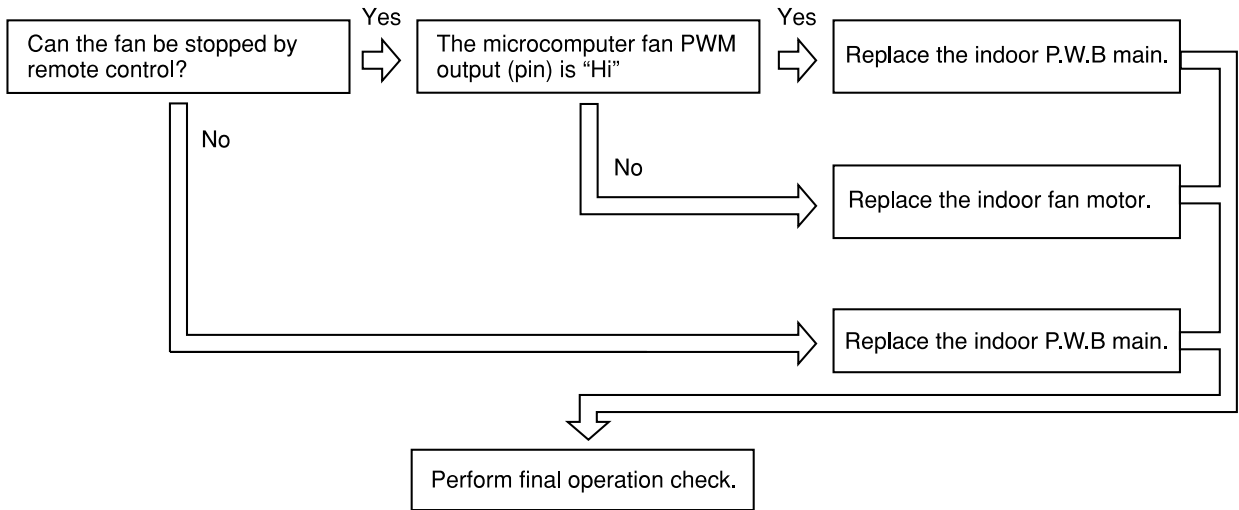 Can the fan be stopped by
remote control?
Yes
The microcomputer fan PWM
output (pin) is “Hi”
Yes
Replace the indoor P.W.B main.
No
No
Replace the indoor fan motor.
Replace the indoor P.W.B main.
Perform final operation check.